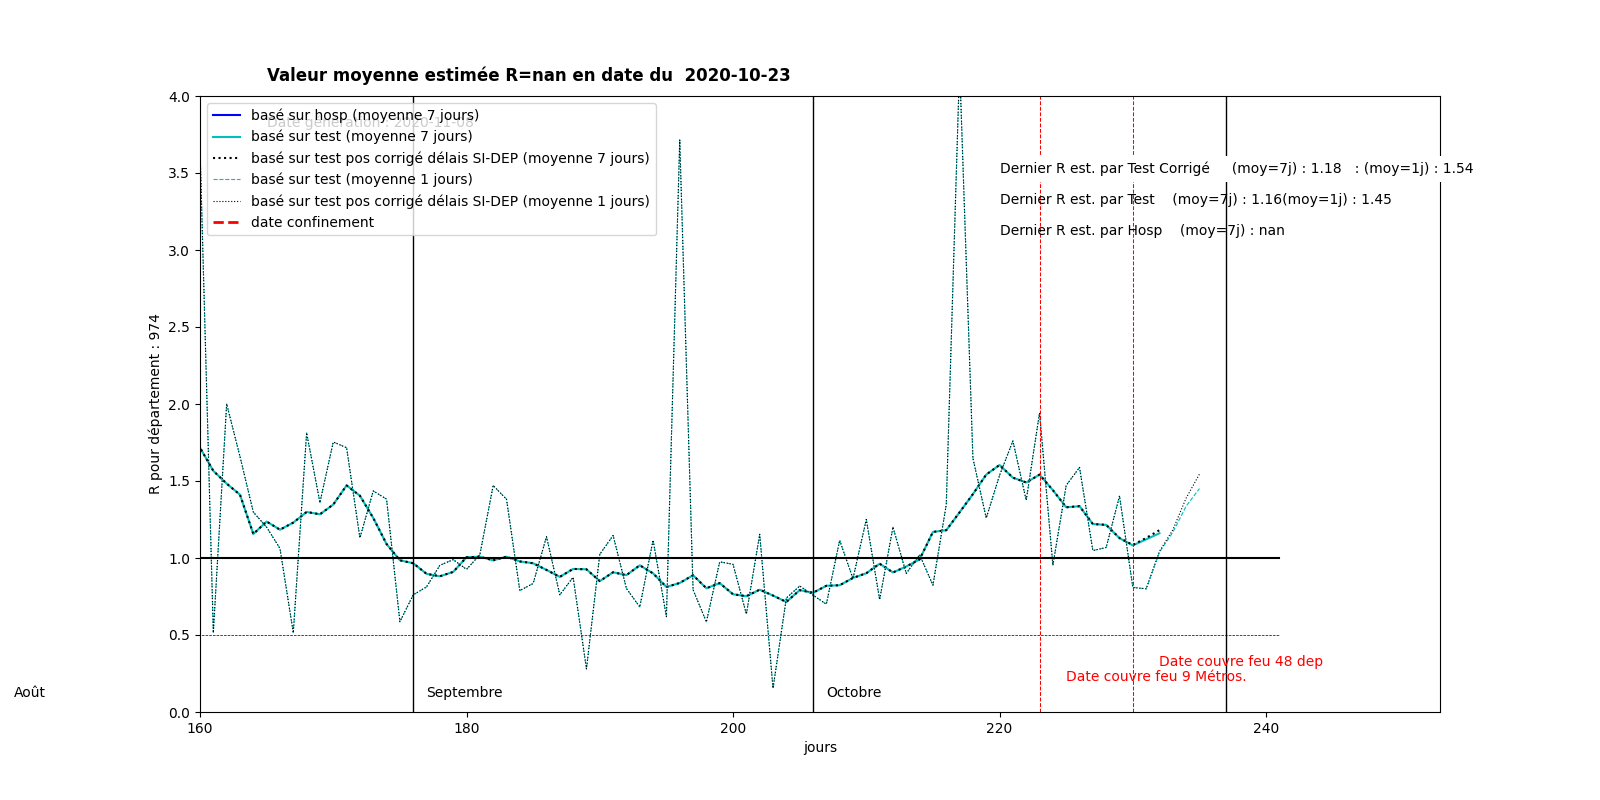 Valeur moyenne estimée R=nan en date du  2020-10-23
Date génération : 2020-11-08
basé sur hosp (moyenne 7 jours)
basé sur test (moyenne 7 jours)
basé sur test pos corrigé délais SI-DEP (moyenne 7 jours)
basé sur test (moyenne 1 jours)
basé sur test pos corrigé délais SI-DEP (moyenne 1 jours)
date confinement
Dernier R est. par Test Corrigé     (moy=7j) : 1.18   : (moy=1j) : 1.54
Dernier R est. par Test    (moy=7j) : 1.16(moy=1j) : 1.45
Dernier R est. par Hosp    (moy=7j) : nan
R pour département : 974
4.0
3.5
3.0
2.5
2.0
1.5
1.0
0.5
0.0
Date couvre feu 48 dep
Date couvre feu 9 Métros.
Août
Septembre
Octobre
160
180
200
220
240
jours